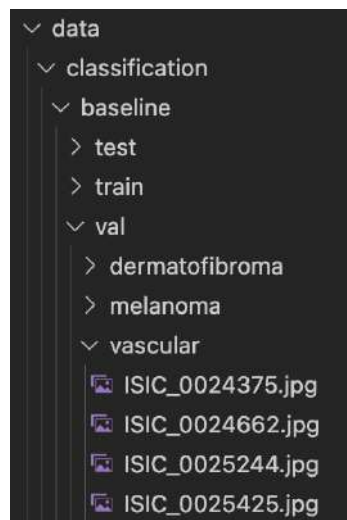 data
classification
baseline
test
train
val
dermatofibroma
melanoma
vascular
ISIC_0024375.jpg
ISIC_0024662.jpg
ISIC_0025244.jpg
ISIC_0025425.jpg